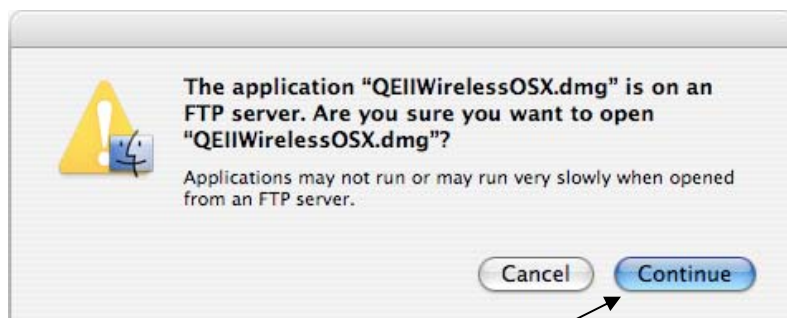 The application “QEIIWirelessOSX.dmg” is on an
FTP server. Are you sure you want to open
“QEIIWirelessOSX.dmg”?
Applications may not run or may run very slowly when opened
from an FTP server.
Cancel Continue